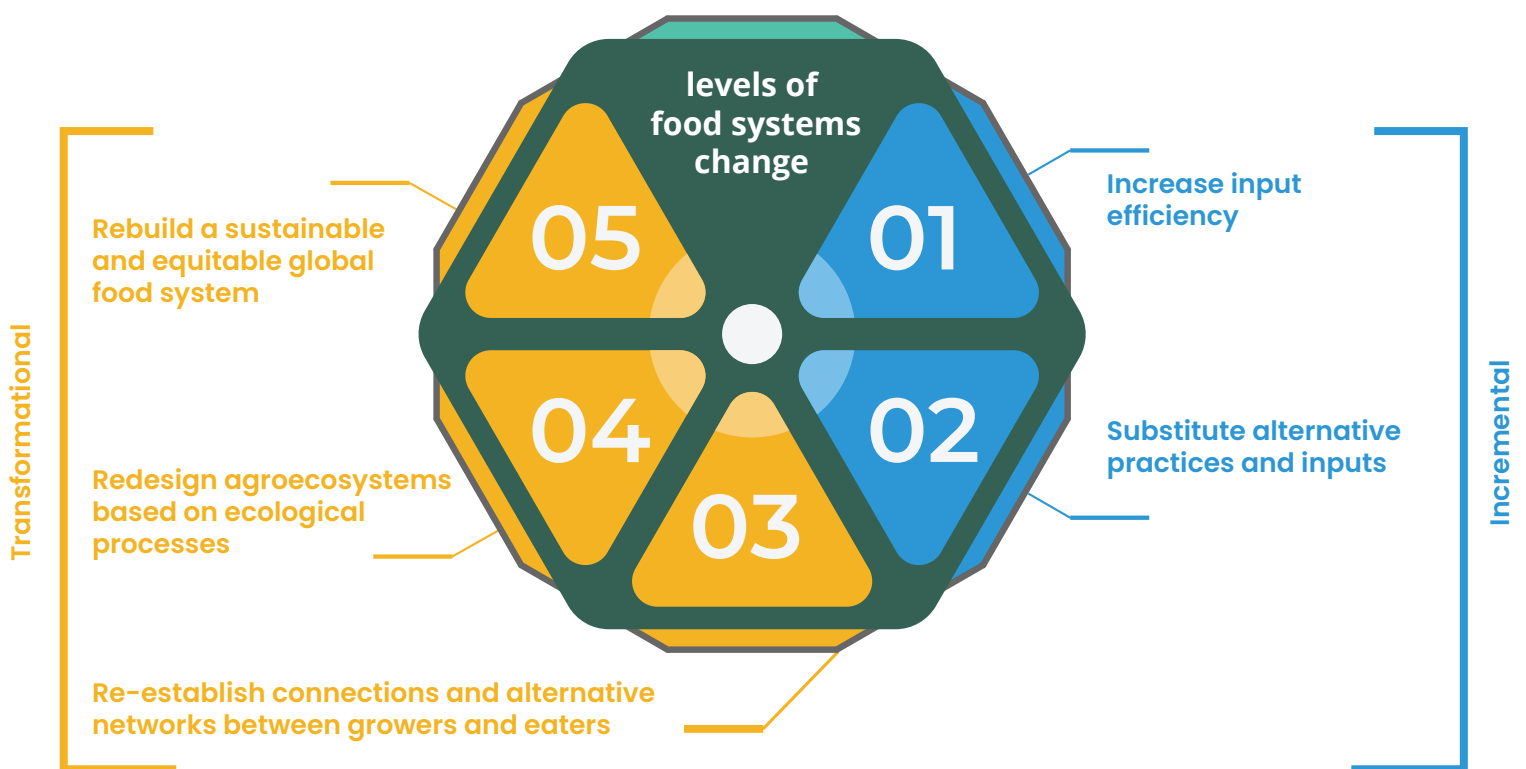 levels of
food systems
change
01
Increase input
efficiency
02
Substitute alternative
practices and inputs
Incremental
03
Re-establish connections and alternative
networks between growers and eaters
04
Redesign agroecosystems
based on ecological
processes
05
Rebuild a sustainable
and equitable global
food system
Transformational